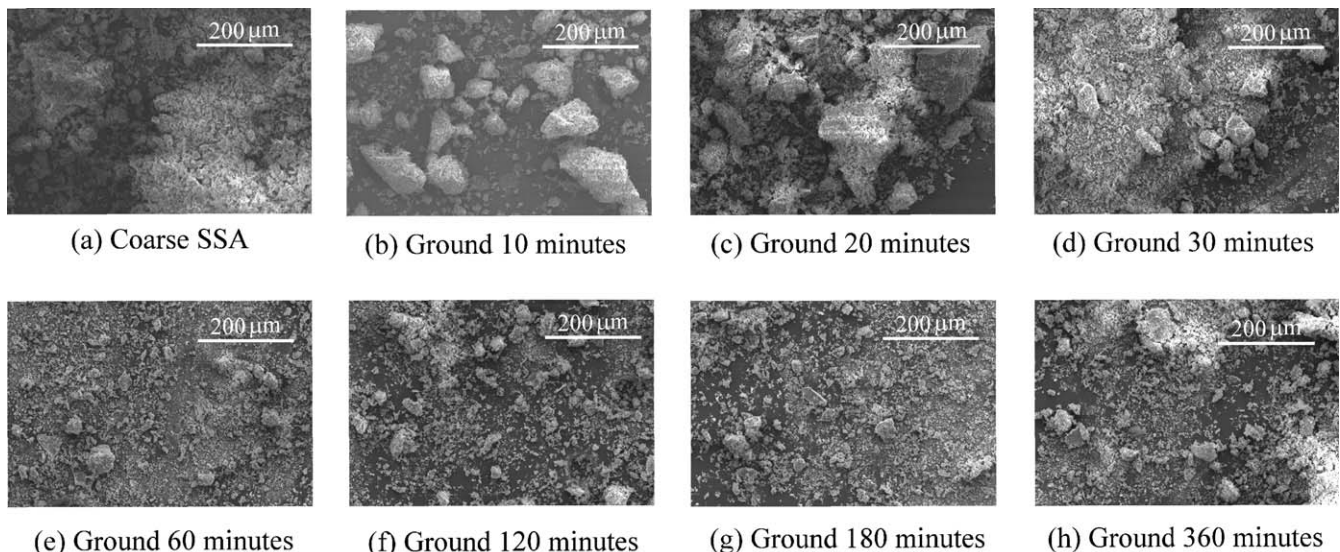 200 μm
200 μm
200 μm
200 μm
(a) Coarse SSA
(b) Ground 10 minutes
(c) Ground 20 minutes
(d) Ground 30 minutes
200 μm
200 μm
200 μm
200 μm
(e) Ground 60 minutes
(f) Ground 120 minutes
(g) Ground 180 minutes
(h) Ground 360 minutes